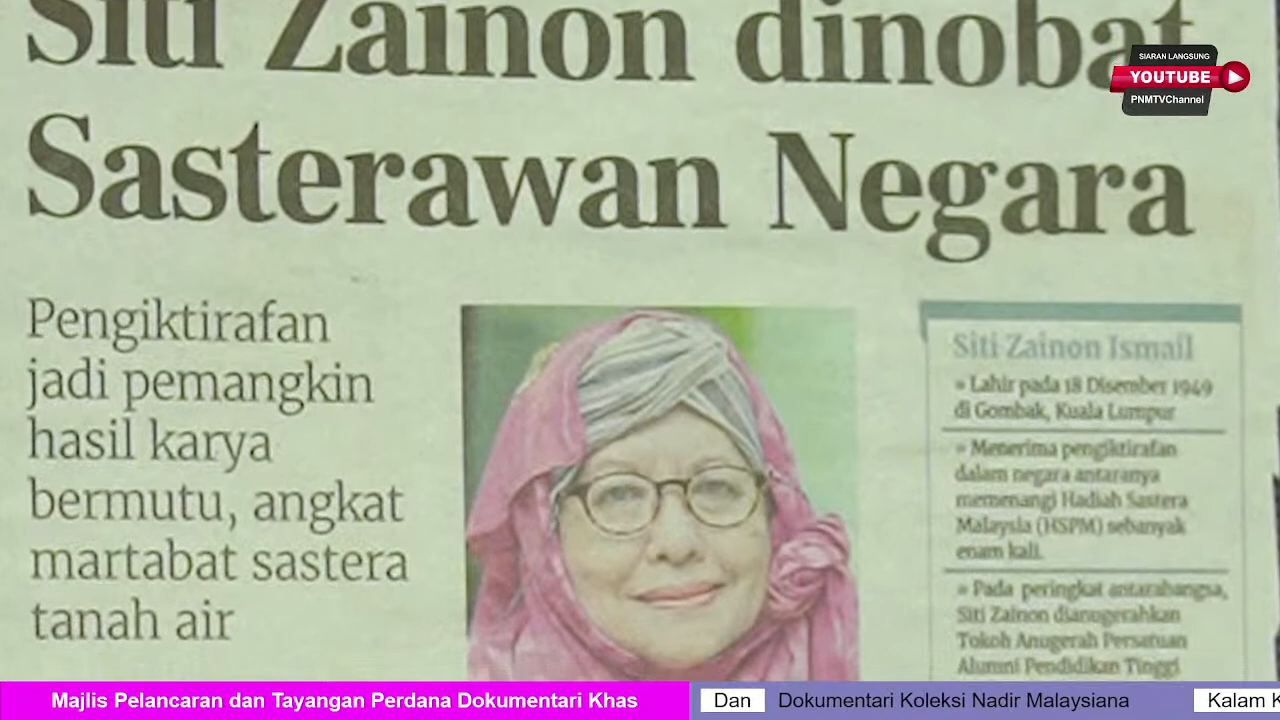 Siti Zainon dinobat
Sasterawan Negara
SIARAN LANGSUNG
YOUTUBE
PNMTVChannel
Pengiktirafan
jadi pemangkin
hasil karya
bermutu, angkat
martabat sastera
tanah air
Siti Zainon Ismail
» Lahir pada 18 Disember 1949
di Gombak, Kuala Lumpur
» Menerima pengiktirafan
dalam negara antaranya
memenangi Hadiah Sastera
Malaysia (HSPM) sebanyak
enam kali.
» Pada peringkat antarabangsa,
Siti Zainon dianugerahkan
Tokoh Anugerah Persatuan
Alumni Pendidikan Tinggi
Majlis Pelancaran dan Tayangan Perdana Dokumentari Khas
Dan Dokumentari Koleksi Nadir Malaysiana Kalam K